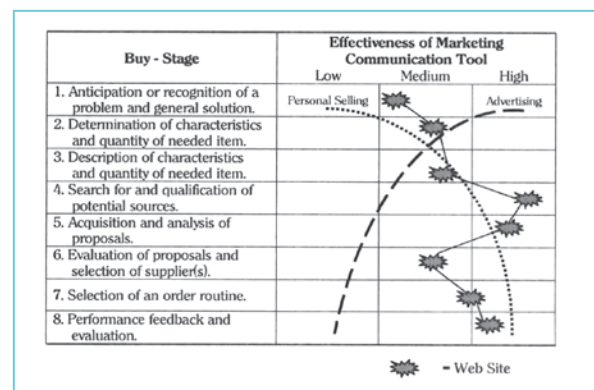 Buy - Stage
Effectiveness of Marketing
Communication Tool
Low Medium High
1. Anticipation or recognition of a
problem and general solution.
Personal Selling
Advertising
2. Determination of characteristics
and quantity of needed item.
3. Description of characteristics
and quantity of needed item.
4. Search for and qualification of
potential sources.
5. Acquisition and analysis of
proposals.
6. Evaluation of proposals and
selection of supplier(s).
7. Selection of an order routine.
8. Performance feedback and
evaluation.
- Web Site